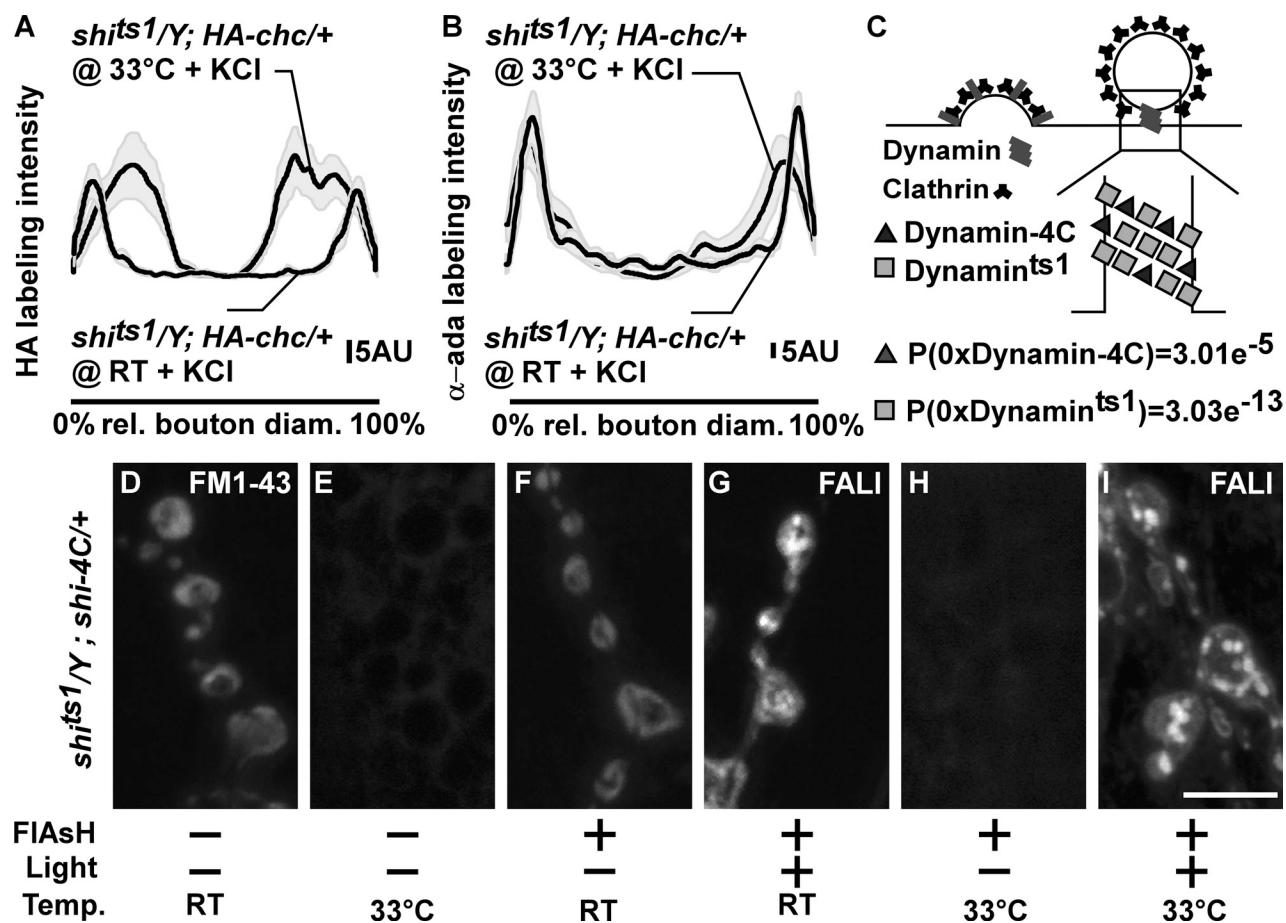 A
shits1/Y; HA-chc/+
@ 33°C + KCl
HA labeling intensity
shits1/Y; HA-chc/+
@ RT + KCl
I5AU
0% rel. bouton diam. 100%
B
shits1/Y; HA-chc/+
@ 33°C + KCl
α–ada labeling intensity
shits1/Y; HA-chc/+
@ RT + KCl
5AU
0% rel. bouton diam. 100%
C
Dynamin
Clathrin
Dynamin-4C
Dynamints1
P(0xDynamin-4C)=3.01e-5
P(0xDynamints1)=3.03e-13
shits1/Y ; shi-4C/+
D FM1-43 E F G FALI H I FALI
FlAsH − − + + + +
Light − − − + − +
Temp. RT 33°C RT RT 33°C 33°C